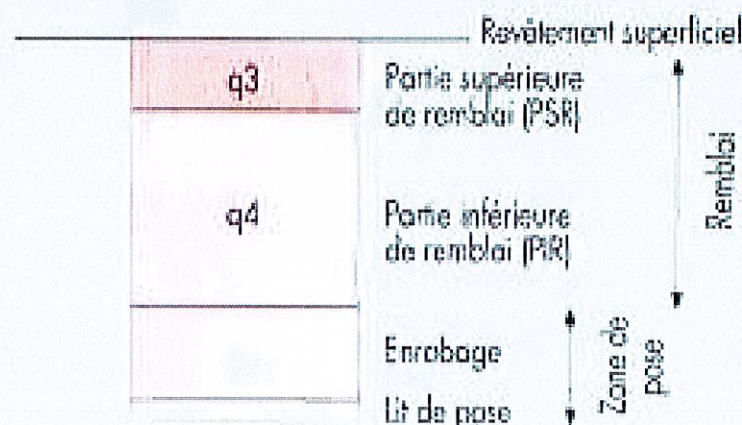 Revêtement superficiel
q3
Partie supérieure
de remblai (PSR)
q4
Partie inférieure
de remblai (PIR)
Remblai
Enrobage
Lit de pose
Zone de
pose